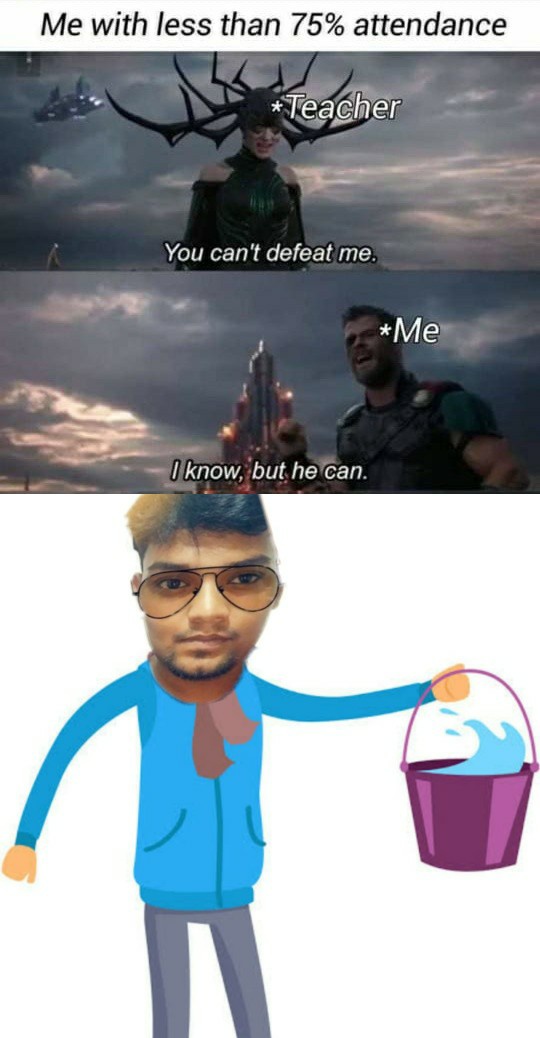 Me with less than 75% attendance
*Teacher
You can't defeat me.
*Me
I know, but he can.